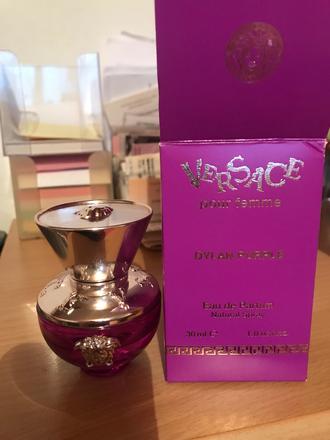 VERSACE
pour femme
DYLAN PURPLE
Eau de Parfum
Natural Spray
30 ml ℮ 1.0 fl. oz.